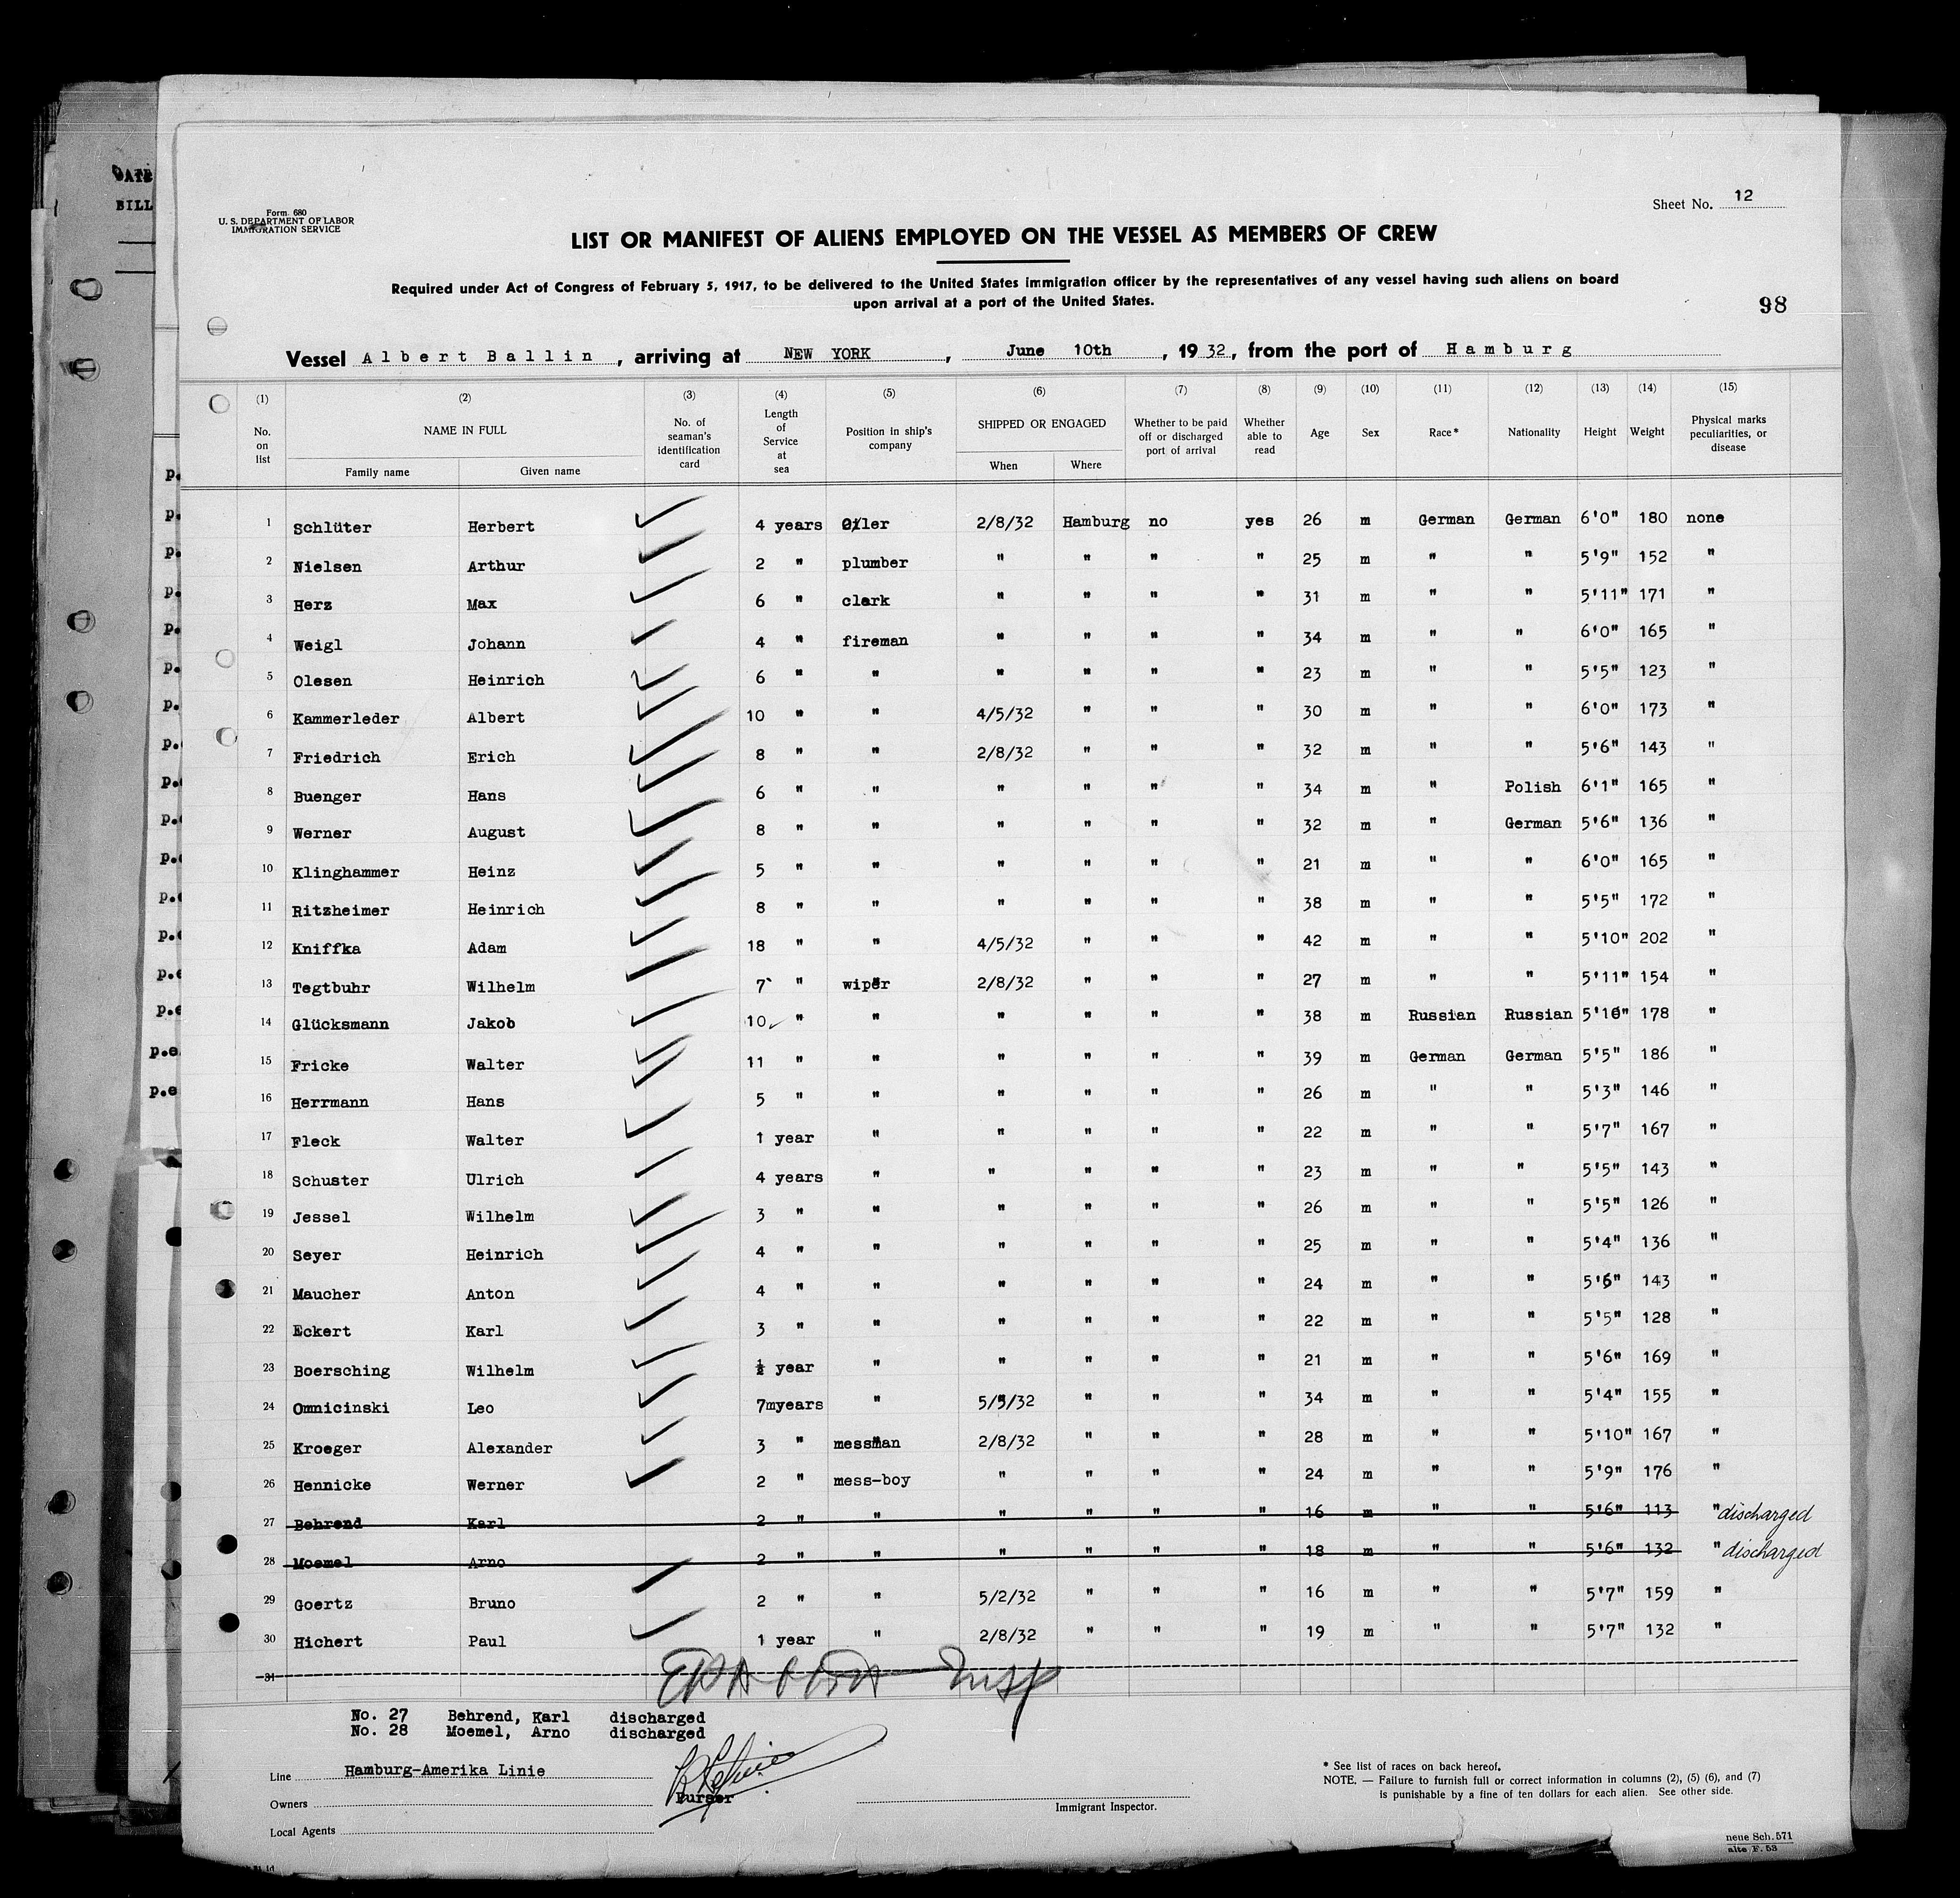 DATE
BILL
Form 680
U. S. DEPARTMENT OF LABOR
IMMIGRATION SERVICE
Sheet No. 12
LIST OR MANIFEST OF ALIENS EMPLOYED ON THE VESSEL AS MEMBERS OF CREW
Required under Act of Congress of February 5, 1917, to be delivered to the United States immigration officer by the representatives of any vessel having such aliens on board
upon arrival at a port of the United States.
98
Vessel Albert Ballin, arriving at NEW YORK, June 10th, 1932, from the port of Hamburg
(1) (2) (3) (4) (5) (6) (7) (8) (9) (10) (11) (12) (13) (14) (15)
No. on list NAME IN FULL Family name Given name No. of seaman's identification card Length of Service at sea Position in ship's company SHIPPED OR ENGAGED When Where Whether to be paid off or discharged port of arrival Whether able to read Age Sex Race* Nationality Height Weight Physical marks peculiarities, or disease
1 Schlüter Herbert 4 years Oiler 2/8/32 Hamburg no yes 26 m German German 6'0" 180 none
2 Nielsen Arthur 2 " plumber " " " " 25 m " " 5'9" 152 "
3 Herz Max 6 " clerk " " " " 31 m " " 5'11" 171 "
4 Weigl Johann 4 " fireman " " " " 34 m " " 6'0" 165 "
5 Olesen Heinrich 6 " " " " " " 23 m " " 5'5" 123 "
6 Kammerleder Albert 10 " " 4/5/32 " " " 30 m " " 6'0" 173 "
7 Friedrich Erich 8 " " 2/8/32 " " " 32 m " " 5'6" 143 "
8 Buenger Hans 6 " " " " " " 34 m " Polish 6'1" 165 "
9 Werner August 8 " " " " " " 32 m " German 5'6" 136 "
10 Klinghammer Heinz 5 " " " " " " 21 m " " 6'0" 165 "
11 Ritzheimer Heinrich 8 " " " " " " 38 m " " 5'5" 172 "
12 Kniffka Adam 18 " " 4/5/32 " " " 42 m " " 5'10" 202 "
13 Tegtbuhr Wilhelm 7 " wiper 2/8/32 " " " 27 m " " 5'11" 154 "
14 Glücksmann Jakob 10 " " " " " " 38 m Russian Russian 5'10" 178 "
15 Fricke Walter 11 " " " " " " 39 m German German 5'5" 186 "
16 Herrmann Hans 5 " " " " " " 26 m " " 5'3" 146 "
17 Fleck Walter 1 year " " " " " 22 m " " 5'7" 167 "
18 Schuster Ulrich 4 years " " " " " 23 m " " 5'5" 143 "
19 Jessel Wilhelm 3 " " " " " " 26 m " " 5'5" 126 "
20 Seyer Heinrich 4 " " " " " " 25 m " " 5'4" 136 "
21 Maucher Anton 4 " " " " " " 24 m " " 5'6" 143 "
22 Eckert Karl 3 " " " " " " 22 m " " 5'5" 128 "
23 Boersching Wilhelm ½ year " " " " " 21 m " " 5'6" 169 "
24 Omnicinski Leo 7myears " 5/5/32 " " " 34 m " " 5'4" 155 "
25 Kroeger Alexander 3 " messman 2/8/32 " " " 28 m " " 5'10" 167 "
26 Hennicke Werner 2 " mess-boy " " " " 24 m " " 5'9" 176 "
27 Behrend Karl 2 " " " " " " 16 m " " 5'6" 113 " discharged
28 Moemel Arno 2 " " " " " " 18 m " " 5'6" 132 " discharged
29 Goertz Bruno 2 " " 5/2/32 " " " 16 m " " 5'7" 159 "
30 Hichert Paul 1 year " 2/8/32 " " " 19 m " " 5'7" 132 "
31
No. 27 Behrend, Karl discharged
No. 28 Moemel, Arno discharged
Line Hamburg-Amerika Linie
Owners
Purser
Local Agents
Immigrant Inspector.
* See list of races on back hereof.
NOTE. — Failure to furnish full or correct information in columns (2), (5) (6), and (7)
is punishable by a fine of ten dollars for each alien. See other side.
neue Sch. 571
alte F. 53